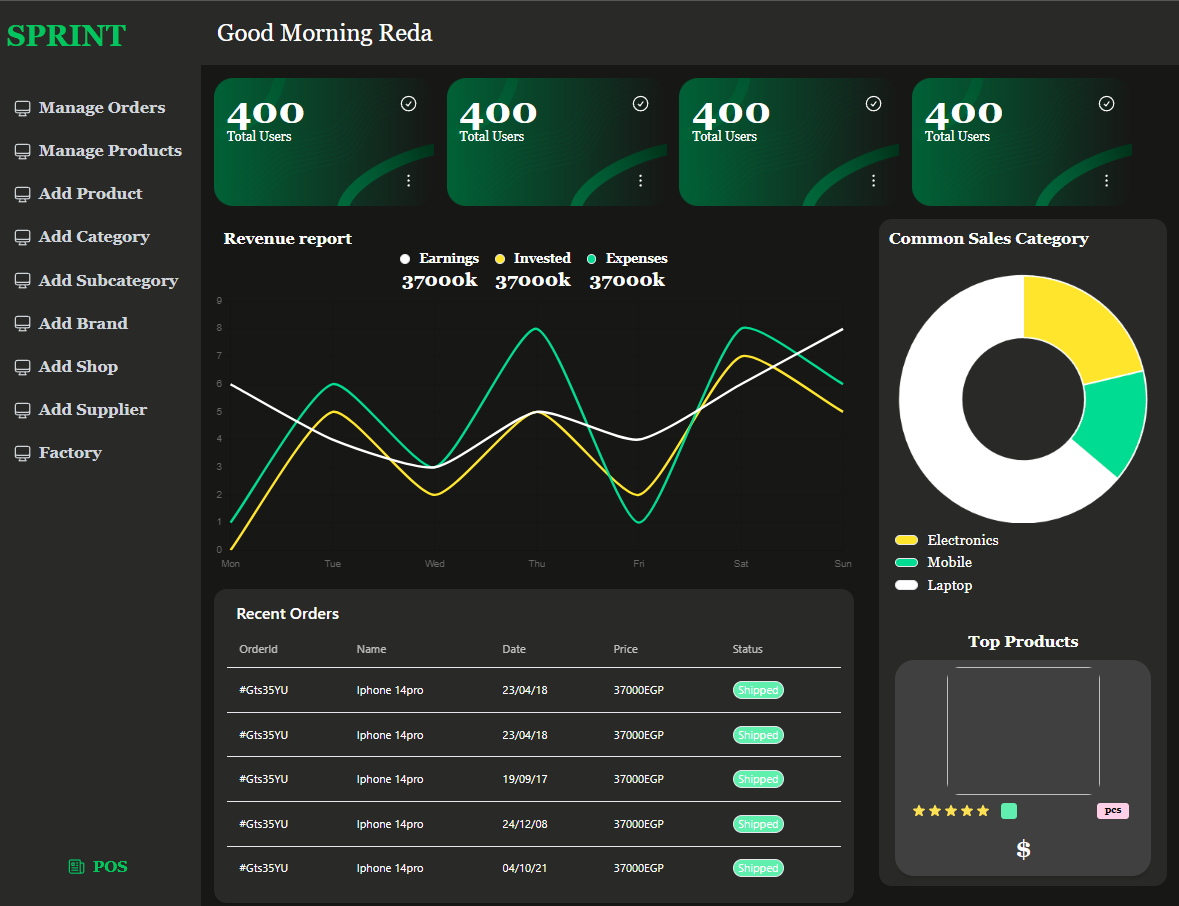 SPRINT
Good Morning Reda
Manage Orders
Manage Products
Add Product
Add Category
Add Subcategory
Add Brand
Add Shop
Add Supplier
Factory
POS
400
Total Users
400
Total Users
400
Total Users
400
Total Users
Revenue report
Earnings Invested Expenses
37000k 37000k 37000k
9
8
7
6
5
4
3
2
1
0
Mon Tue Wed Thu Fri Sat Sun
Recent Orders
OrderId Name Date Price Status
#Gts35YU Iphone 14pro 23/04/18 37000EGP Shipped
#Gts35YU Iphone 14pro 23/04/18 37000EGP Shipped
#Gts35YU Iphone 14pro 19/09/17 37000EGP Shipped
#Gts35YU Iphone 14pro 24/12/08 37000EGP Shipped
#Gts35YU Iphone 14pro 04/10/21 37000EGP Shipped
Common Sales Category
Electronics
Mobile
Laptop
Top Products
pcs
$